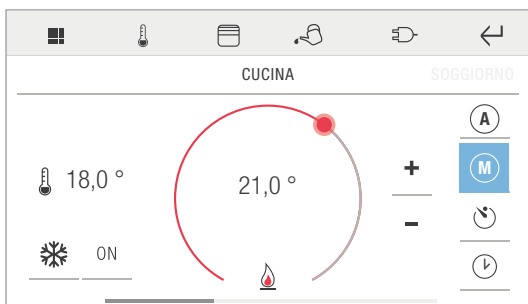 CUCINA SOGGIORNO
A
18,0 ° 21,0 ° + M
−
ON